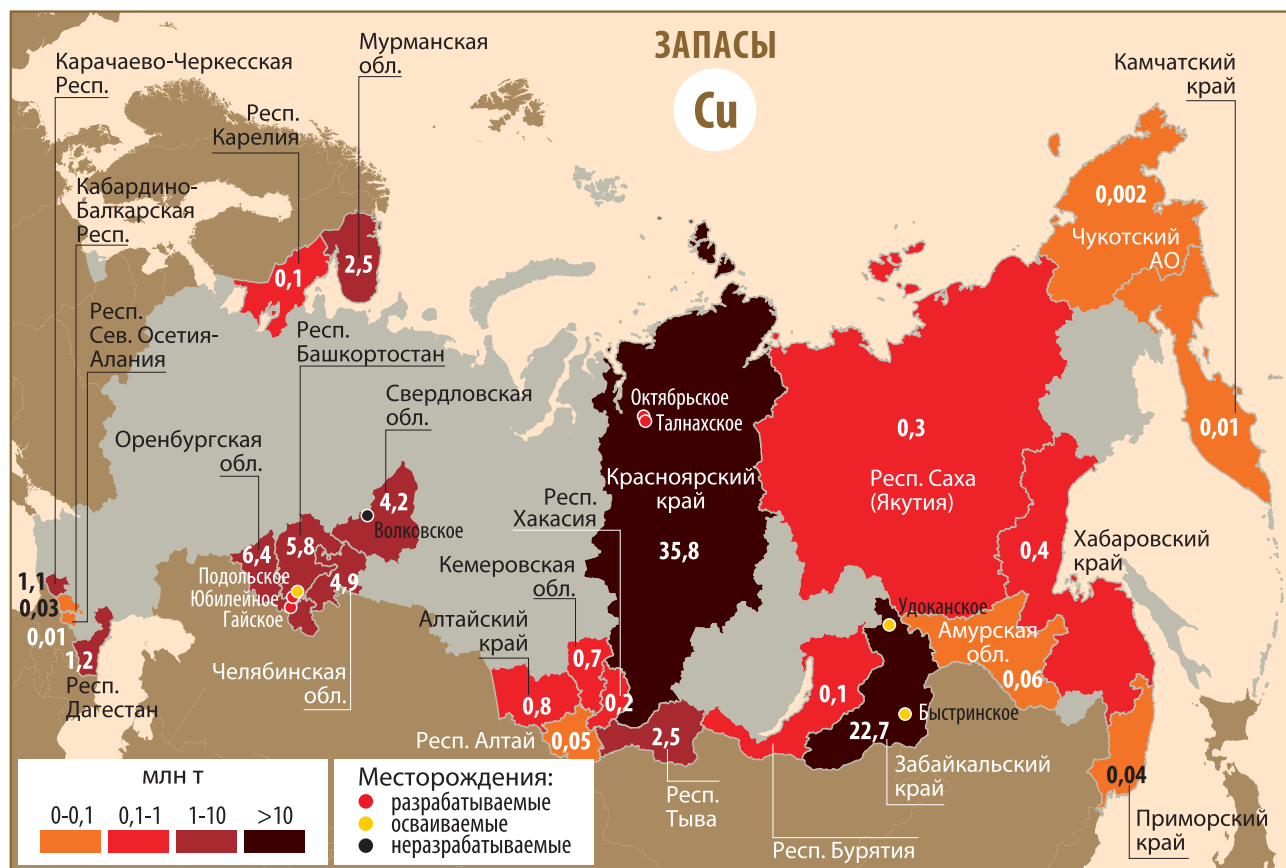 ЗАПАСЫ
Cu
Карачаево-Черкесская
Респ.
Мурманская
обл.
Камчатский
край
Респ.
Карелия
Кабардино-
Балкарская
Респ.
0,002
Чукотский
АО
2,5
0,1
Респ.
Сев. Осетия-
Алания
Респ.
Башкортостан
Свердловская
обл.
Октябрьское
Талнахское
0,3
0,01
Оренбургская
обл.
Красноярский
край
35,8
Респ.
Хакасия
Респ. Саха
(Якутия)
4,2
Волковское
6,4
5,8
4,9
0,4
Хабаровский
край
Подольское
Юбилейное
Гайское
Кемеровская
обл.
1,1
0,03
0,01
1,2
Респ.
Дагестан
Челябинская
обл.
Алтайский
край
Удоканское
Амурская
обл.
0,06
0,7
0,8
0,2
0,1
Быстринское
22,7
Респ. Алтай
0,05
2,5
Забайкальский
край
0,04
Респ.
Тыва
Респ. Бурятия
Приморский
край
млн т
0-0,1 0,1-1 1-10 >10
Месторождения:
разрабатываемые
осваиваемые
неразрабатываемые